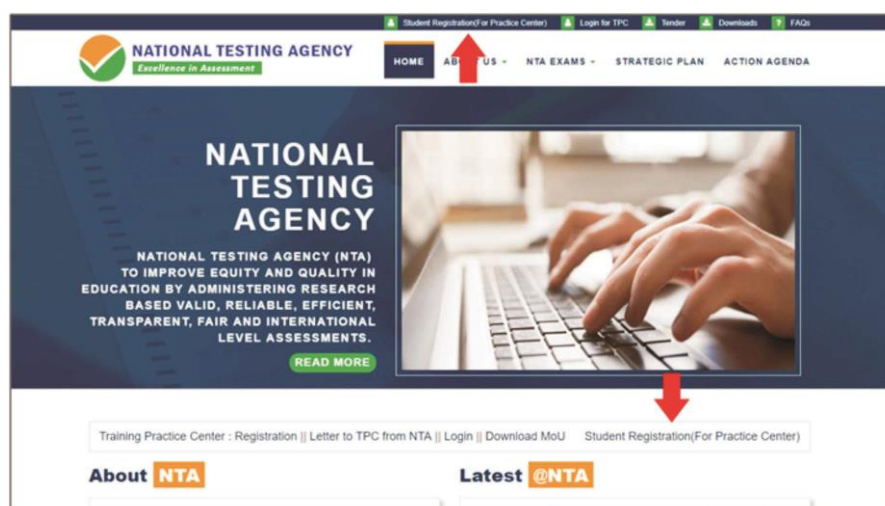 Student Registration(For Practice Center) Login for TPC Tender Downloads ? FAQs
NATIONAL TESTING AGENCY
Excellence in Assessment
HOME US NTA EXAMS STRATEGIC PLAN ACTION AGENDA
NATIONAL
TESTING
AGENCY
NATIONAL TESTING AGENCY (NTA)
TO IMPROVE EQUITY AND QUALITY IN
EDUCATION BY ADMINISTERING RESEARCH
BASED VALID, RELIABLE, EFFICIENT,
TRANSPARENT, FAIR AND INTERNATIONAL
LEVEL ASSESSMENTS.
READ MORE
Training Practice Center : Registration || Letter to TPC from NTA || Login || Download MoU Student Registration(For Practice Center)
About NTA
Latest @NTA